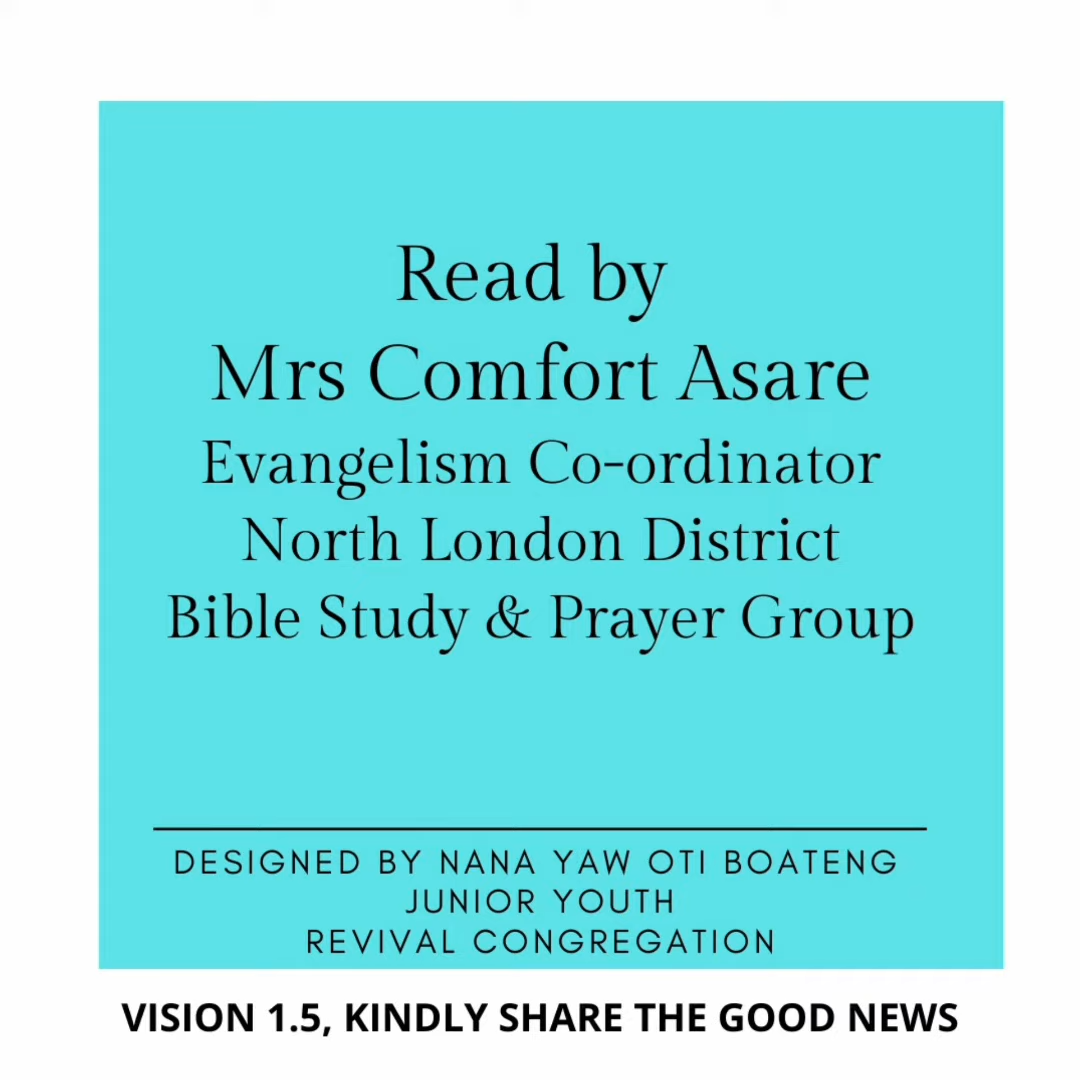 Read by
Mrs Comfort Asare
Evangelism Co-ordinator
North London District
Bible Study & Prayer Group
DESIGNED BY NANA YAW OTI BOATENG
JUNIOR YOUTH
REVIVAL CONGREGATION
VISION 1.5, KINDLY SHARE THE GOOD NEWS